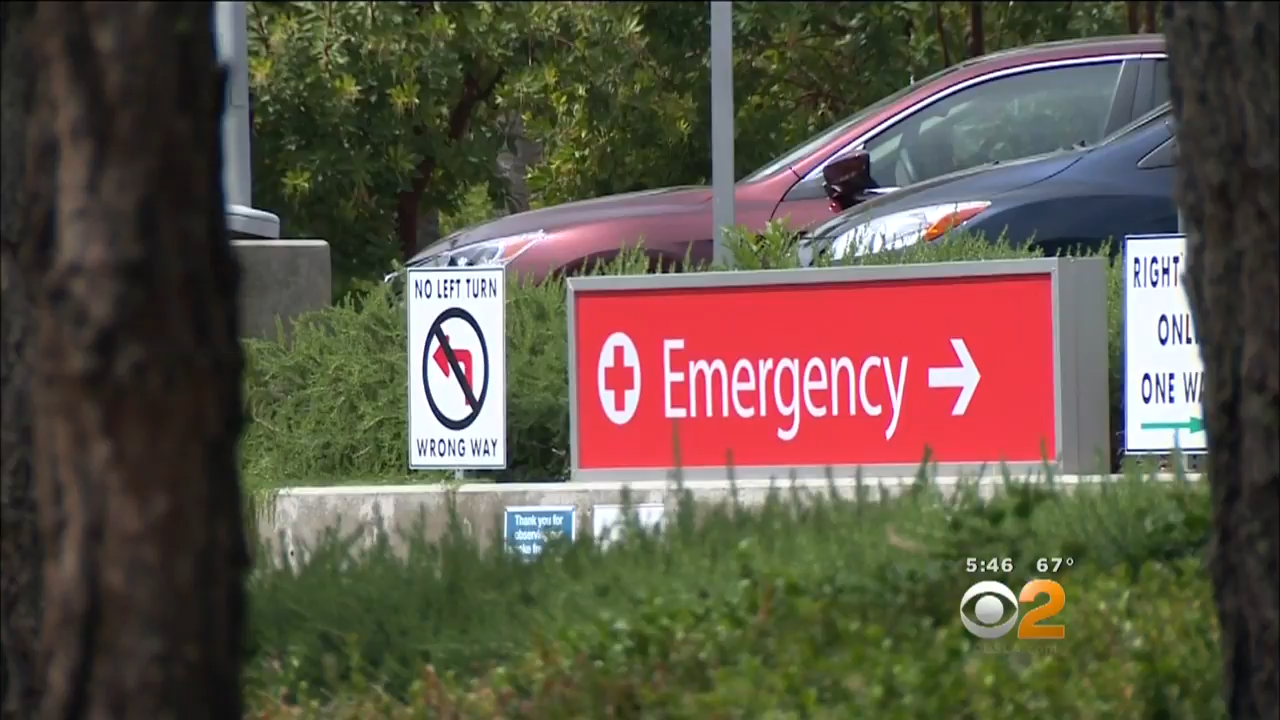 NO LEFT TURN
WRONG WAY
Emergency
RIGHT
ONL
ONE WA
Thank you for
5:46 67°
2